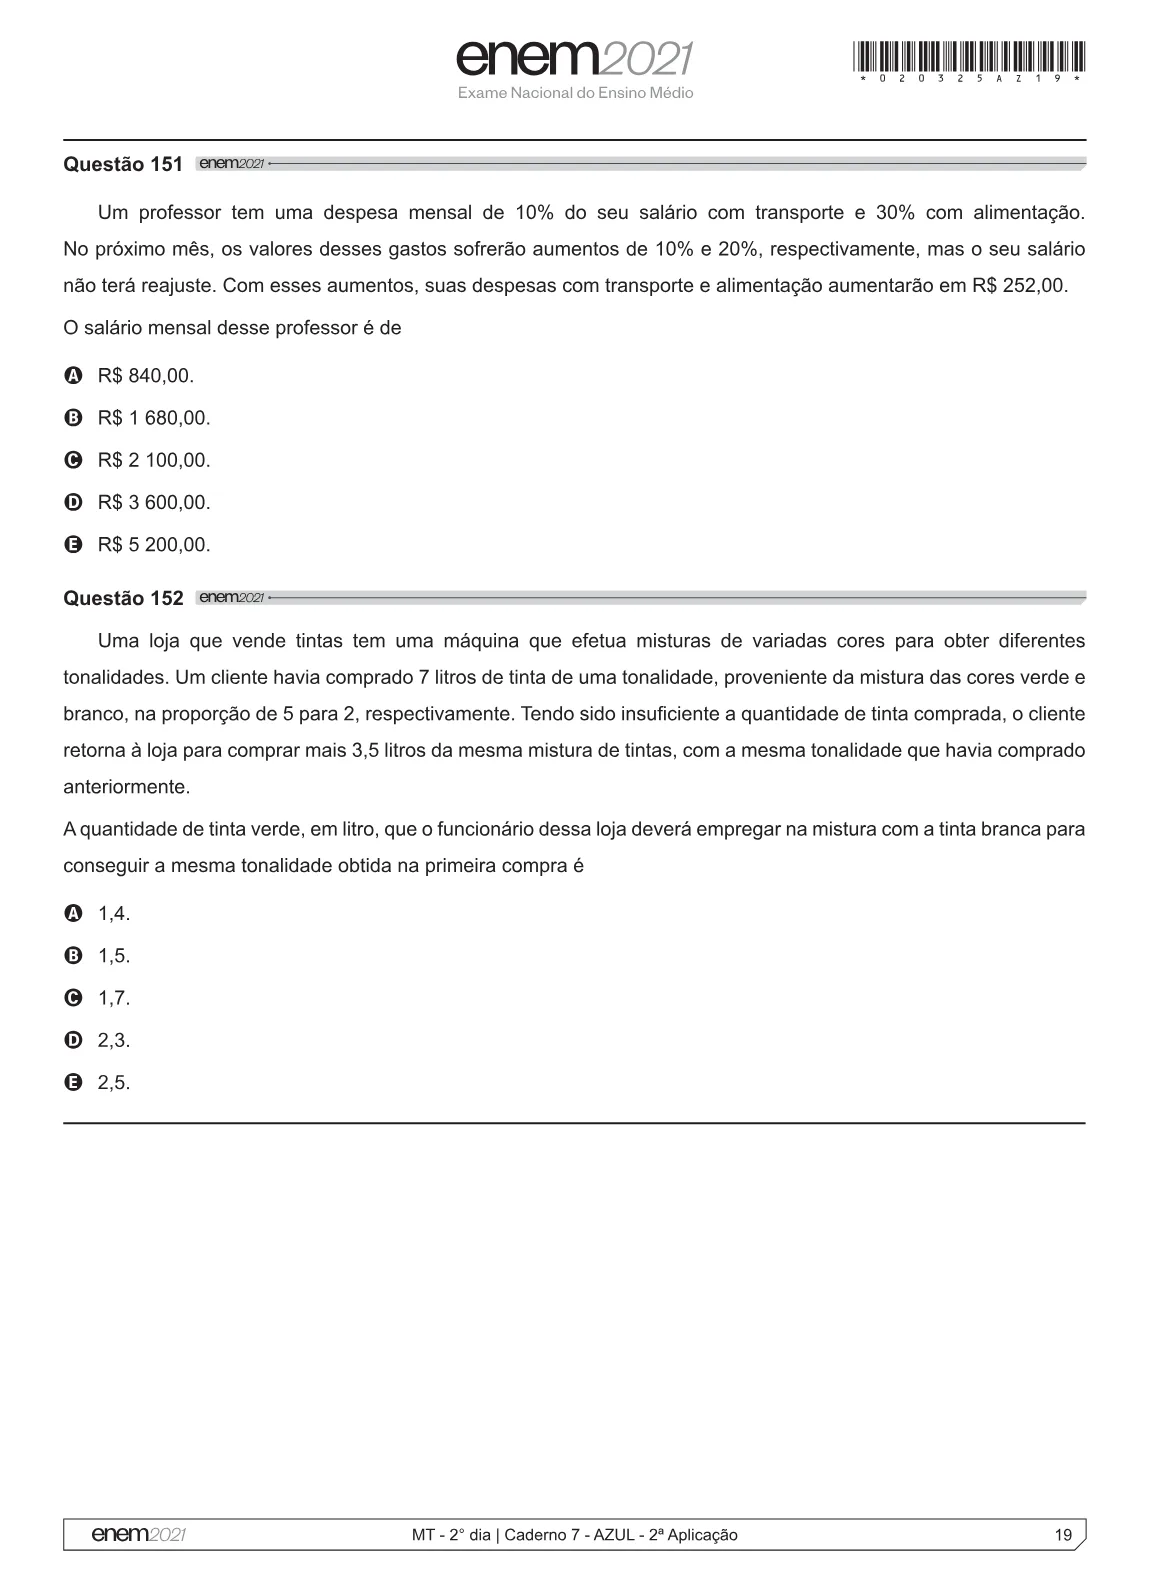 enem2021
Exame Nacional do Ensino Médio
*020325AZ19*
Questão 151 enem2021
Um professor tem uma despesa mensal de 10% do seu salário com transporte e 30% com alimentação.
No próximo mês, os valores desses gastos sofrerão aumentos de 10% e 20%, respectivamente, mas o seu salário
não terá reajuste. Com esses aumentos, suas despesas com transporte e alimentação aumentarão em R$ 252,00.
O salário mensal desse professor é de
A R$ 840,00.
B R$ 1 680,00.
C R$ 2 100,00.
D R$ 3 600,00.
E R$ 5 200,00.
Questão 152 enem2021
Uma loja que vende tintas tem uma máquina que efetua misturas de variadas cores para obter diferentes
tonalidades. Um cliente havia comprado 7 litros de tinta de uma tonalidade, proveniente da mistura das cores verde e
branco, na proporção de 5 para 2, respectivamente. Tendo sido insuficiente a quantidade de tinta comprada, o cliente
retorna à loja para comprar mais 3,5 litros da mesma mistura de tintas, com a mesma tonalidade que havia comprado
anteriormente.
A quantidade de tinta verde, em litro, que o funcionário dessa loja deverá empregar na mistura com a tinta branca para
conseguir a mesma tonalidade obtida na primeira compra é
A 1,4.
B 1,5.
C 1,7.
D 2,3.
E 2,5.
enem2021 MT - 2° dia | Caderno 7 - AZUL - 2ª Aplicação 19